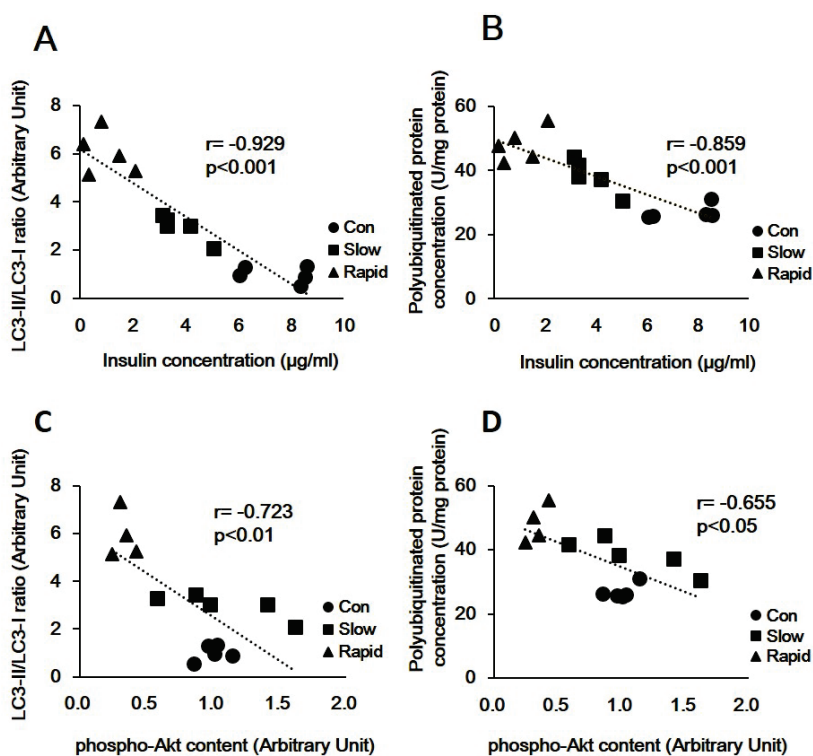 A
LC3-II/LC3-I ratio (Arbitrary Unit)
8
6
4
2
0
r= -0.929
p<0.001
Con
Slow
Rapid
0 2 4 6 8 10
Insulin concentration (µg/ml)
B
Polyubiquitinated protein
concentration (U/mg protein)
60
40
20
0
r= -0.859
p<0.001
Con
Slow
Rapid
0 2 4 6 8 10
Insulin concentration (µg/ml)
C
LC3-II/LC3-I ratio (Arbitrary Unit)
8
6
4
2
0
r= -0.723
p<0.01
Con
Slow
Rapid
0.0 0.5 1.0 1.5 2.0
phospho-Akt content (Arbitrary Unit)
D
Polyubiquitinated protein
concentration (U/mg protein)
60
40
20
0
r= -0.655
p<0.05
Con
Slow
Rapid
0.0 0.5 1.0 1.5 2.0
phospho-Akt content (Arbitrary Unit)